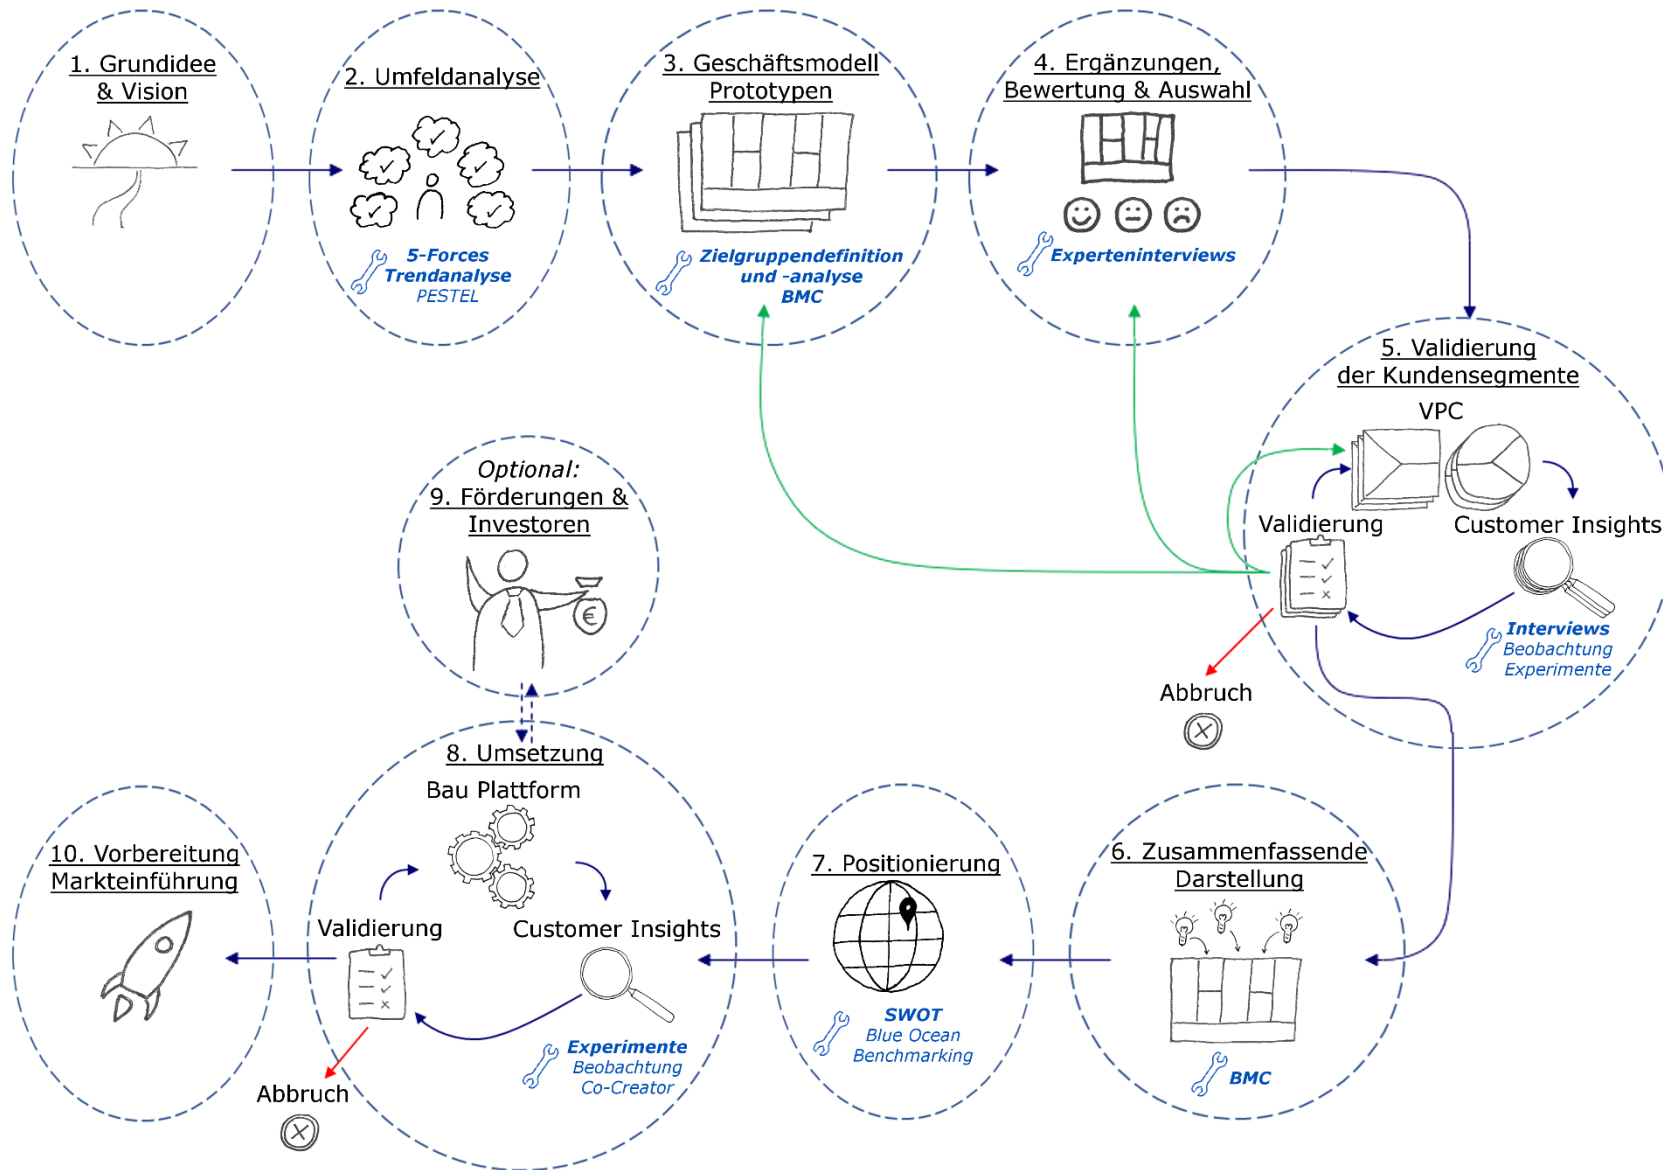 1. Grundidee
& Vision
2. Umfeldanalyse
5-Forces
Trendanalyse
PESTEL
3. Geschäftsmodell
Prototypen
Zielgruppendefinition
und -analyse
BMC
4. Ergänzungen,
Bewertung & Auswahl
Experteninterviews
5. Validierung
der Kundensegmente
VPC
Validierung
Customer Insights
Interviews
Beobachtung
Experimente
Abbruch
6. Zusammenfassende
Darstellung
BMC
7. Positionierung
SWOT
Blue Ocean
Benchmarking
8. Umsetzung
Bau Plattform
Validierung
Customer Insights
Experimente
Beobachtung
Co-Creator
Abbruch
Optional:
9. Förderungen &
Investoren
€
10. Vorbereitung
Markteinführung